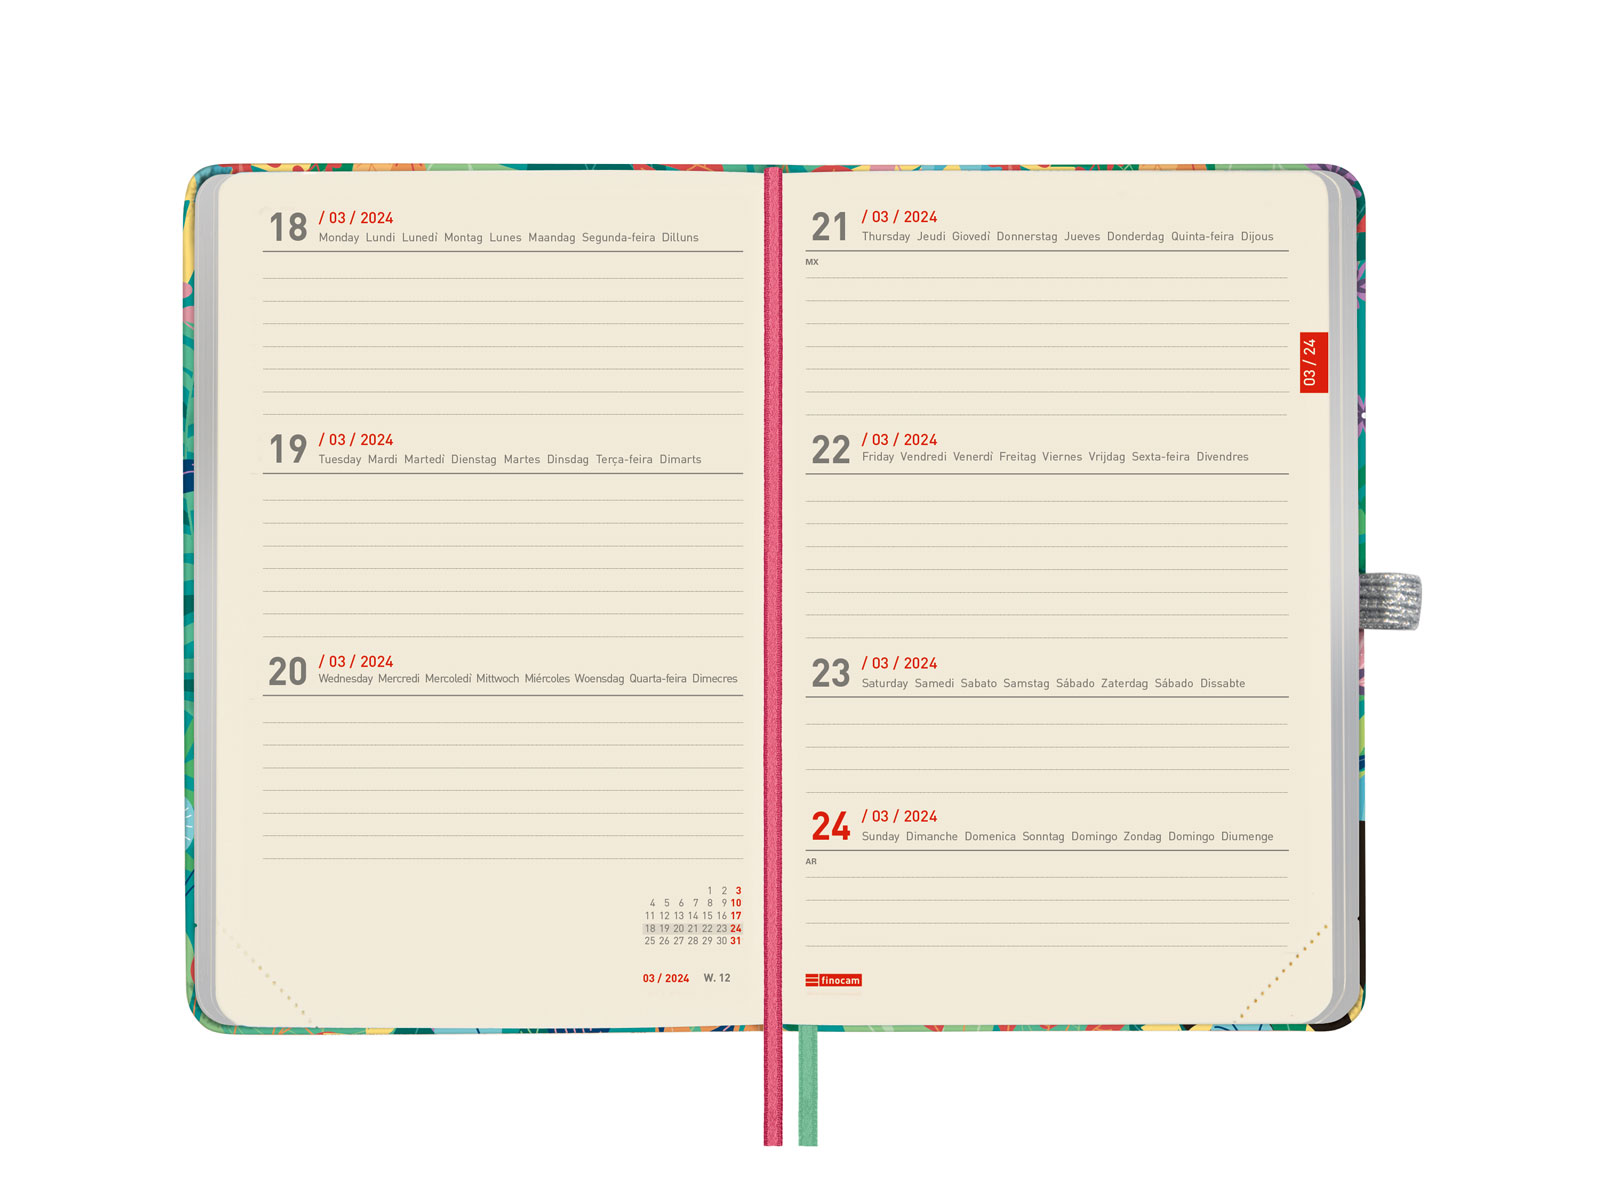 18 / 03 / 2024
Monday Lundi Lunedì Montag Lunes Maandag Segunda-feira Dilluns
19 / 03 / 2024
Tuesday Mardi Martedì Dienstag Martes Dinsdag Terça-feira Dimarts
20 / 03 / 2024
Wednesday Mercredi Mercoledì Mittwoch Miércoles Woensdag Quarta-feira Dimecres
1 2 3
4 5 6 7 8 9 10
11 12 13 14 15 16 17
18 19 20 21 22 23 24
25 26 27 28 29 30 31
03 / 2024 W. 12
21 / 03 / 2024
Thursday Jeudi Giovedì Donnerstag Jueves Donderdag Quinta-feira Dijous
MX
03 / 24
22 / 03 / 2024
Friday Vendredi Venerdì Freitag Viernes Vrijdag Sexta-feira Divendres
23 / 03 / 2024
Saturday Samedi Sabato Samstag Sábado Zaterdag Sábado Dissabte
24 / 03 / 2024
Sunday Dimanche Domenica Sonntag Domingo Zondag Domingo Diumenge
AR
finocam